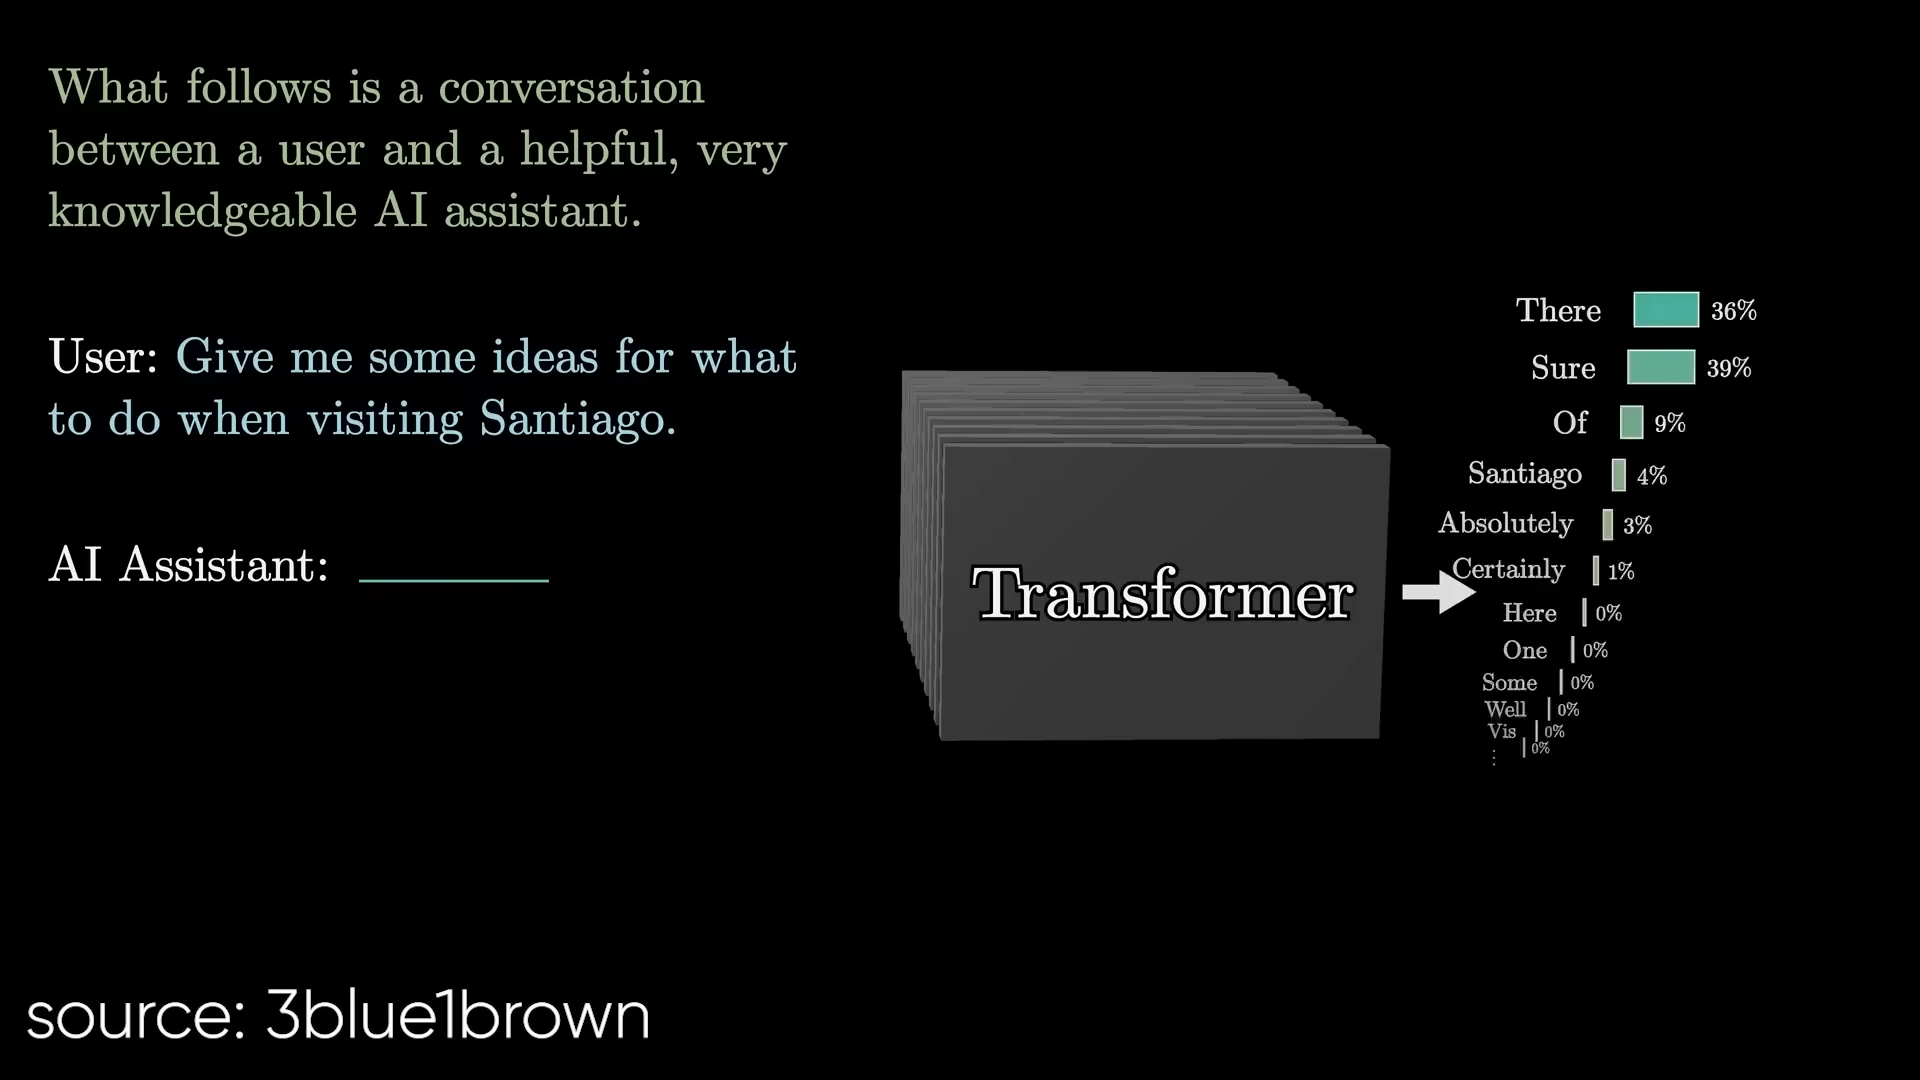 What follows is a conversation
between a user and a helpful, very
knowledgeable AI assistant.
User: Give me some ideas for what
to do when visiting Santiago.
AI Assistant: ________
Transformer
There 36%
Sure 39%
Of 9%
Santiago 4%
Absolutely 3%
Certainly 1%
Here 0%
One 0%
Some 0%
Well 0%
Vis 0%
⋮ 0%
source: 3blue1brown